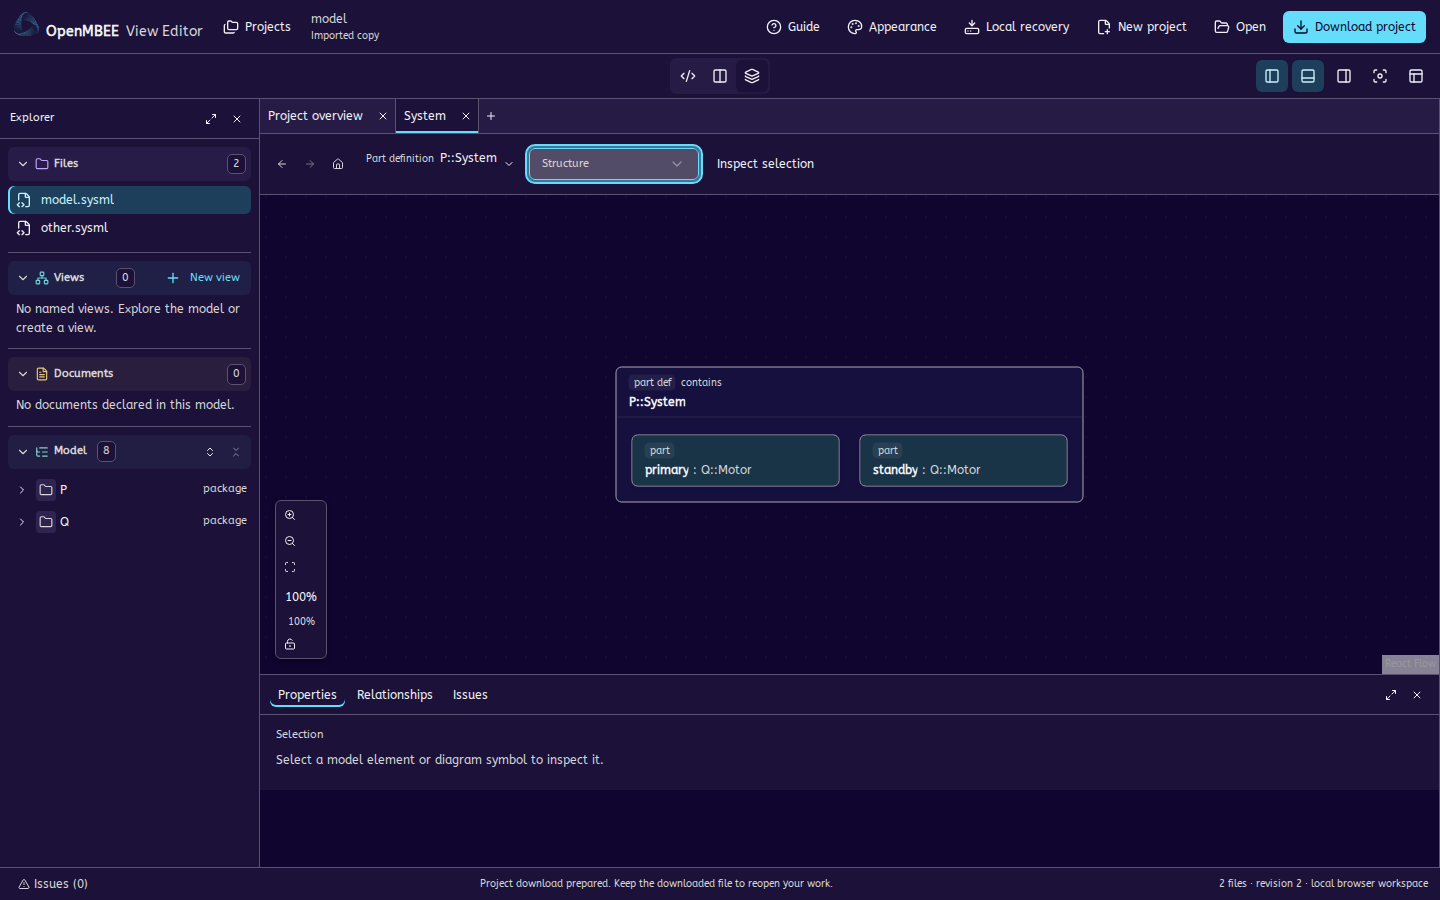 OpenMBEE View Editor
Projects
model
Imported copy
Guide
Appearance
Local recovery
New project
Open
Download project
Explorer
Project overview
System
Files
2
model.sysml
other.sysml
Views
0
New view
No named views. Explore the model or
create a view.
Documents
0
No documents declared in this model.
Model
8
P
package
Q
package
Part definition P::System
Structure
Inspect selection
part def contains
P::System
part
primary : Q::Motor
part
standby : Q::Motor
100%
100%
React Flow
Properties
Relationships
Issues
Selection
Select a model element or diagram symbol to inspect it.
Issues (0)
Project download prepared. Keep the downloaded file to reopen your work.
2 files · revision 2 · local browser workspace